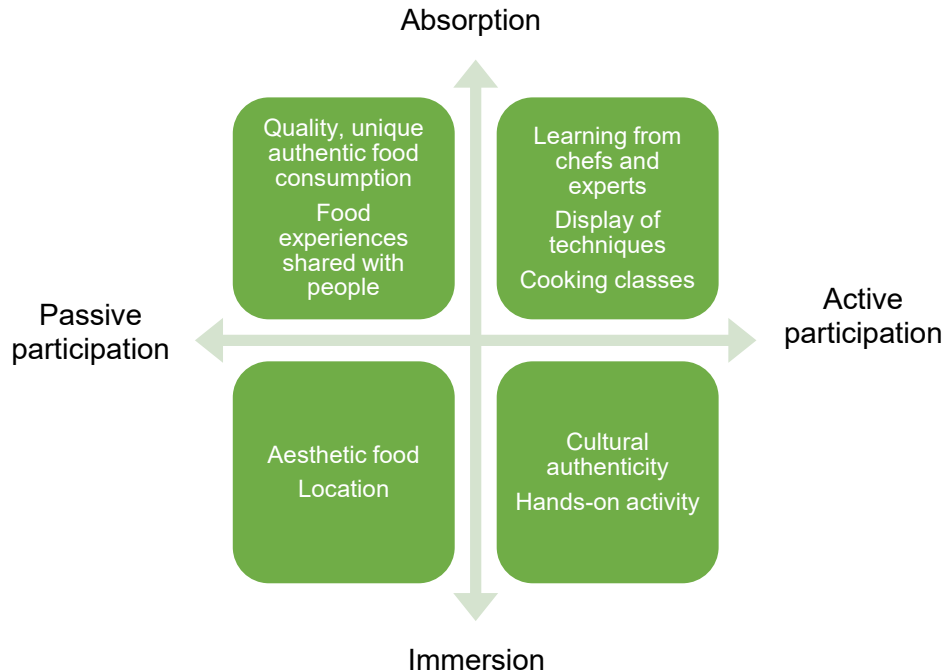 Absorption
Quality, unique
authentic food
consumption
Food
experiences
shared with
people
Learning from
chefs and
experts
Display of
techniques
Cooking classes
Passive
participation
Active
participation
Aesthetic food
Location
Cultural
authenticity
Hands-on activity
Immersion